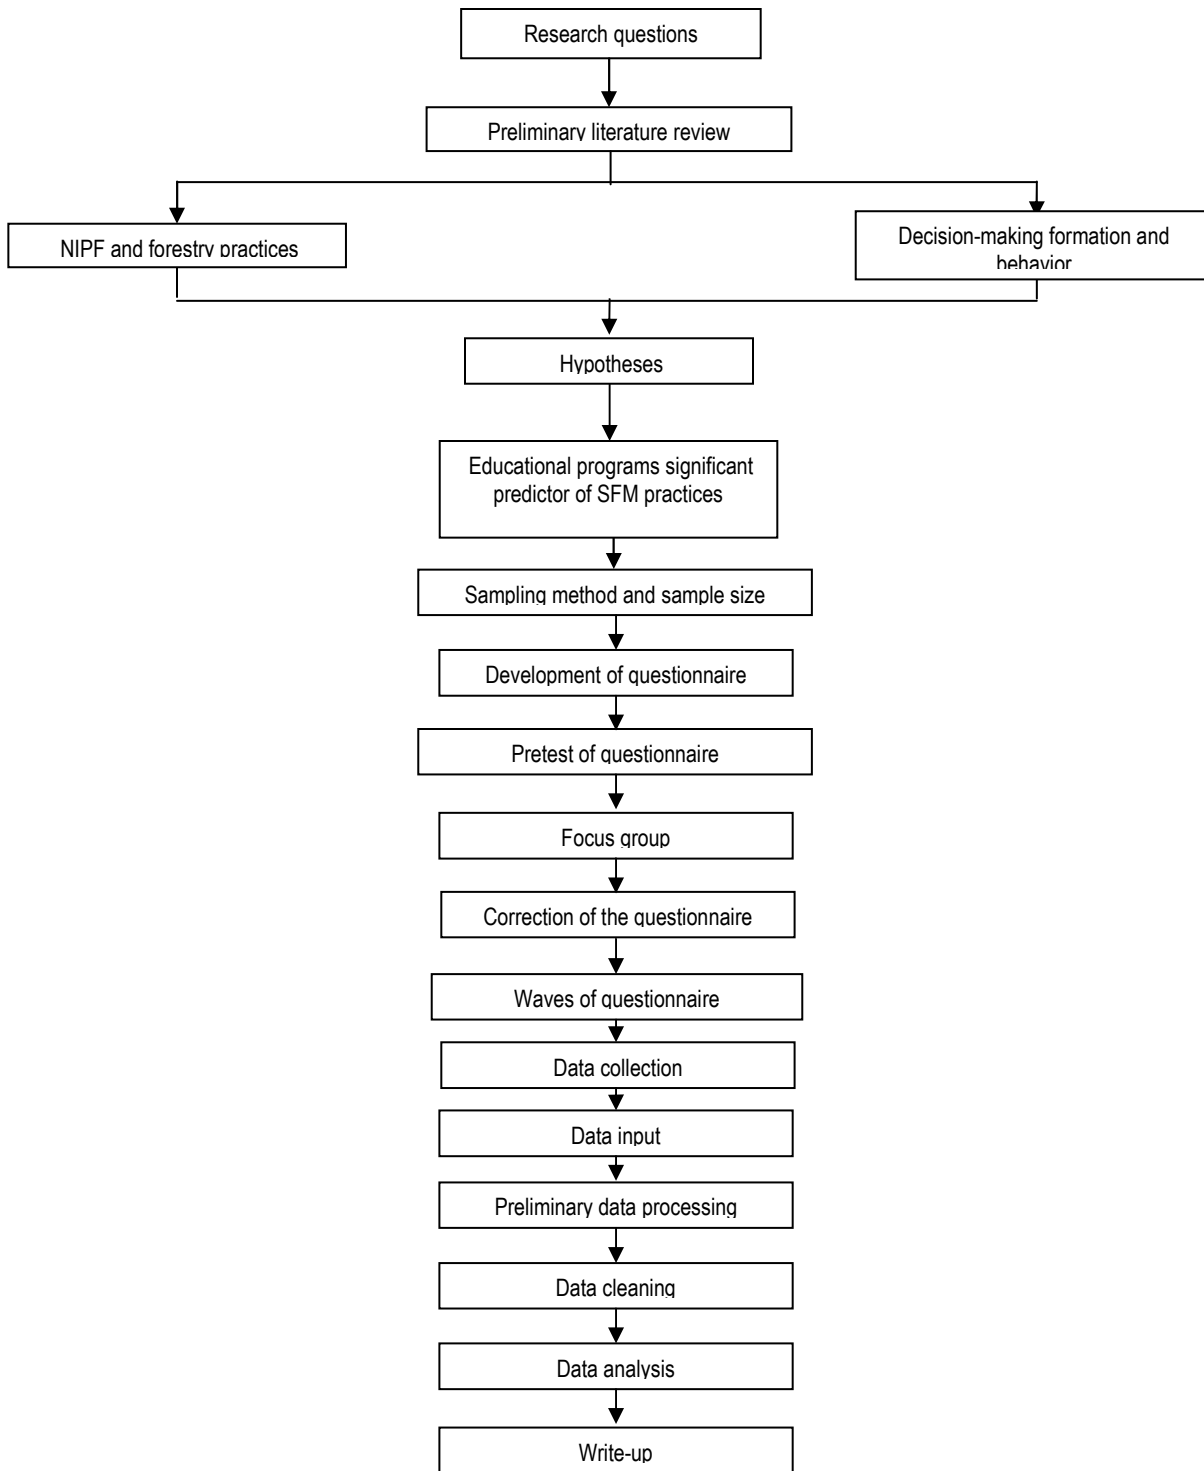 Research questions
Preliminary literature review
NIPF and forestry practices
Decision-making formation and
behavior
Hypotheses
Educational programs significant
predictor of SFM practices
Sampling method and sample size
Development of questionnaire
Pretest of questionnaire
Focus group
Correction of the questionnaire
Waves of questionnaire
Data collection
Data input
Preliminary data processing
Data cleaning
Data analysis
Write-up